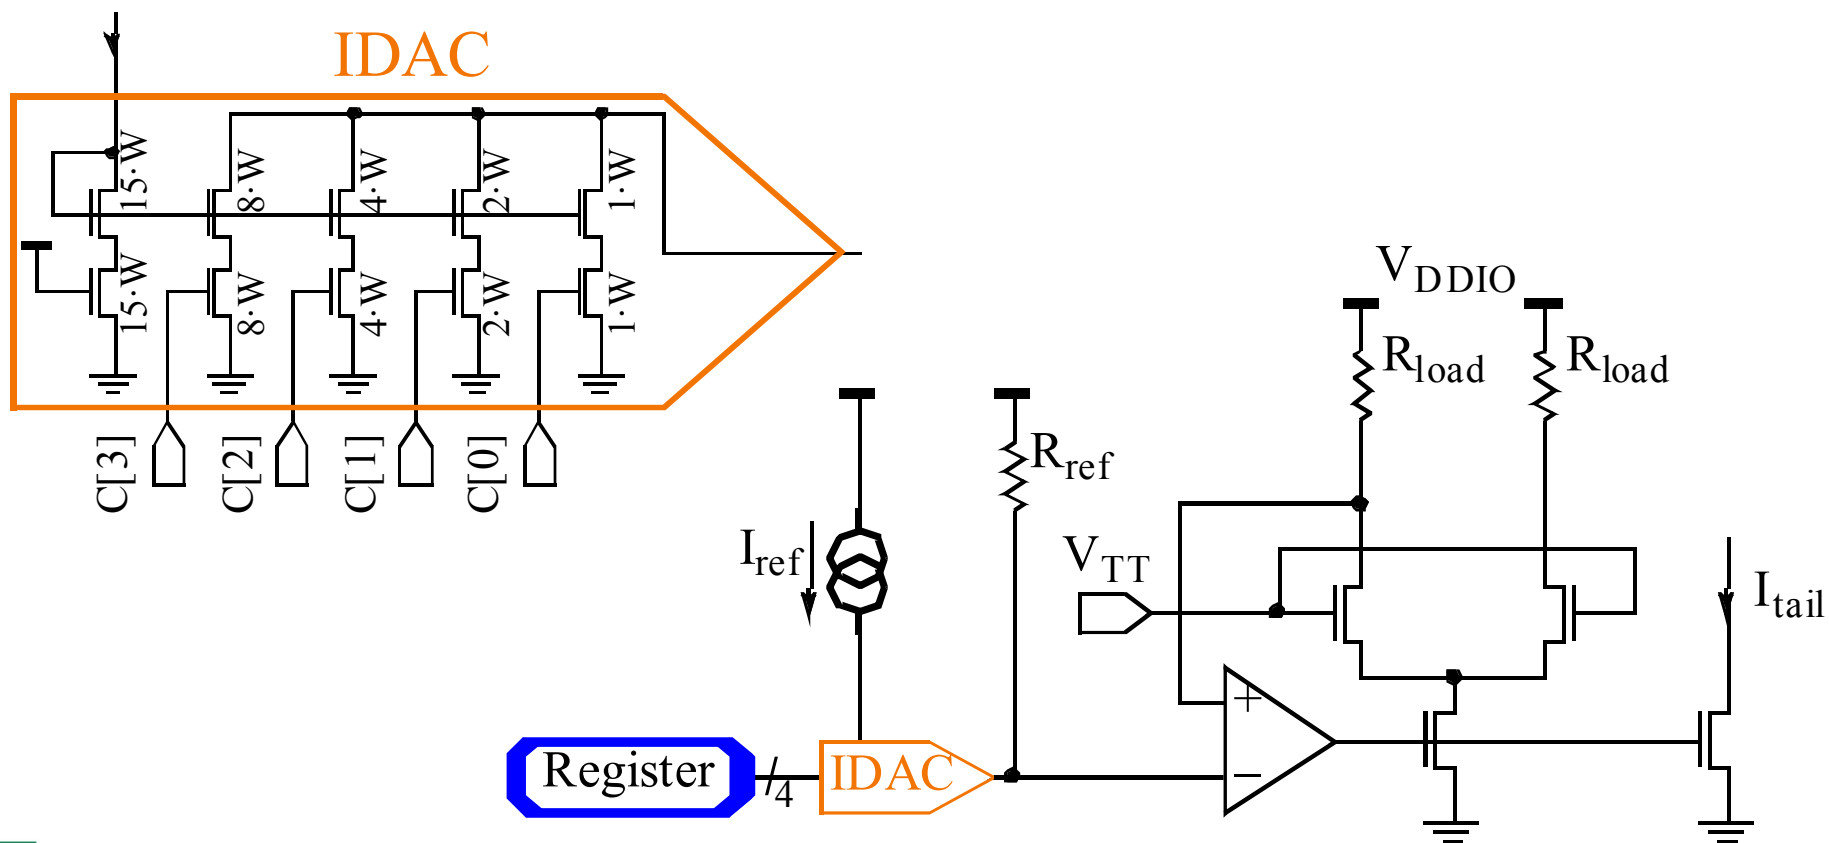 IDAC
15·W
8·W
4·W
2·W
1·W
15·W
8·W
4·W
2·W
1·W
C[3]
C[2]
C[1]
C[0]
VDDIO
Rload
Rload
Rref
Iref
VTT
Itail
+
−
Register
4
IDAC